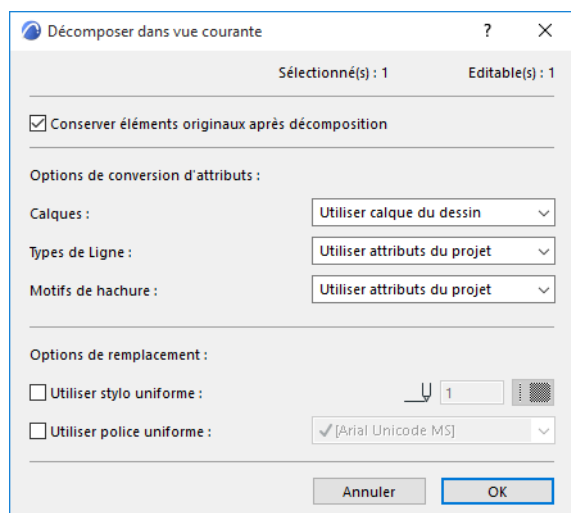 Décomposer dans vue courante
Sélectionné(s) : 1 Editable(s) : 1
Conserver éléments originaux après décomposition
Options de conversion d'attributs :
Calques : Utiliser calque du dessin
Types de Ligne : Utiliser attributs du projet
Motifs de hachure : Utiliser attributs du projet
Options de remplacement :
Utiliser stylo uniforme : 1
Utiliser police uniforme : [Arial Unicode MS]
Annuler OK